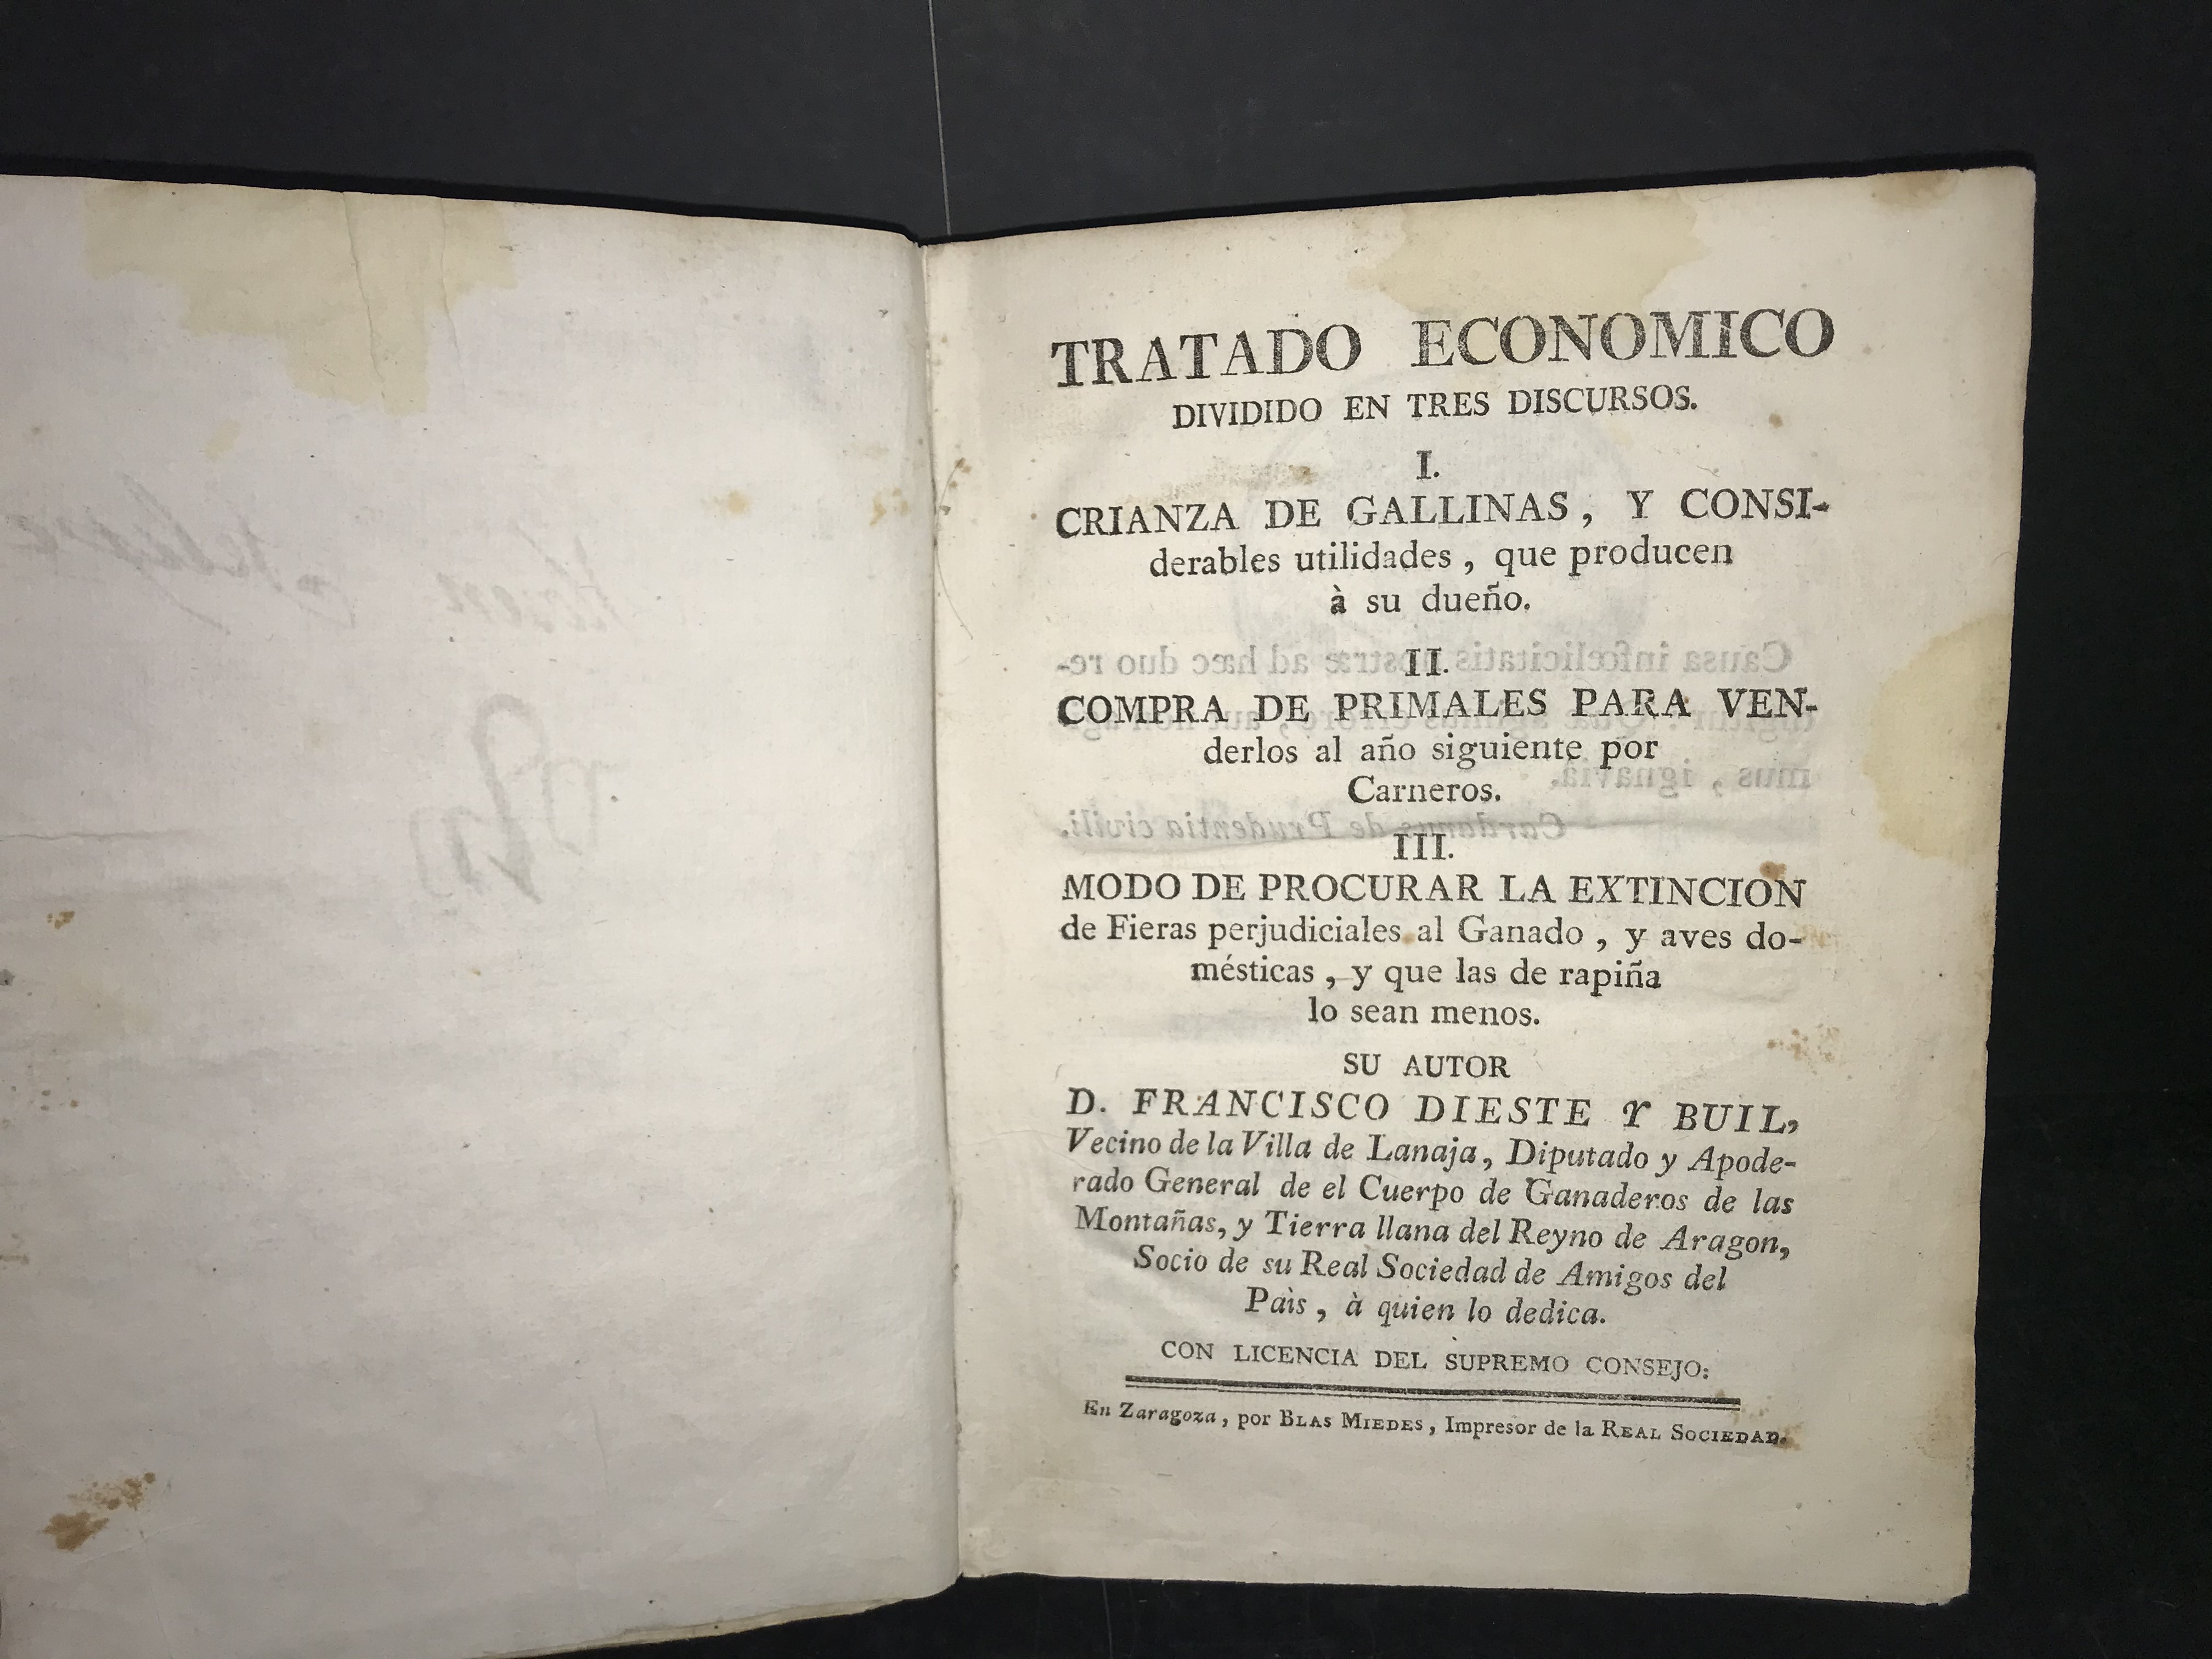 TRATADO ECONOMICO
DIVIDIDO EN TRES DISCURSOS.
I.
CRIANZA DE GALLINAS, Y CONSI-
derables utilidades, que producen
à su dueño.
II.
COMPRA DE PRIMALES PARA VEN-
derlos al año siguiente por
Carneros.
III.
MODO DE PROCURAR LA EXTINCION
de Fieras perjudiciales al Ganado, y aves do-
mésticas, y que las de rapiña
lo sean menos.
SU AUTOR
D. FRANCISCO DIESTE Y BUIL,
Vecino de la Villa de Lanaja, Diputado y Apode-
rado General de el Cuerpo de Ganaderos de las
Montañas, y Tierra llana del Reyno de Aragon,
Socio de su Real Sociedad de Amigos del
Paìs, à quien lo dedica.
CON LICENCIA DEL SUPREMO CONSEJO:
En Zaragoza, por BLAS MIEDES, Impresor de la REAL SOCIEDAD.